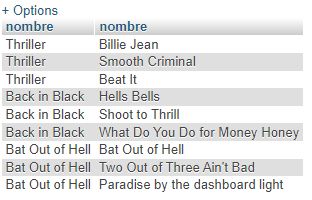 + Options
nombre nombre
Thriller Billie Jean
Thriller Smooth Criminal
Thriller Beat It
Back in Black Hells Bells
Back in Black Shoot to Thrill
Back in Black What Do You Do for Money Honey
Bat Out of Hell Bat Out of Hell
Bat Out of Hell Two Out of Three Ain't Bad
Bat Out of Hell Paradise by the dashboard light